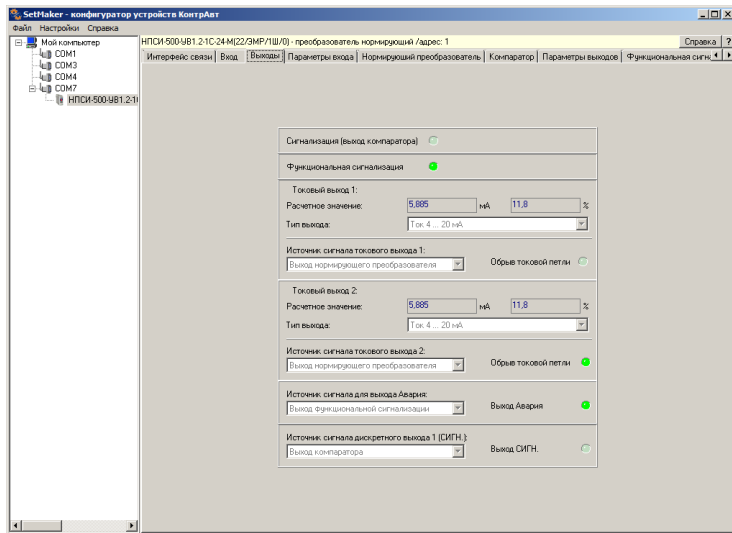 SetMaker - конфигуратор устройств КонтрАвт
Файл Настройки Справка
Мой компьютер
COM1
COM3
COM4
COM7
НПСИ-500-УВ1.2-1
НПСИ-500-УВ1.2-1С-24-М(22/ЭМР/1Ш/0) - преобразователь нормирующий /адрес: 1
Справка ?
Интерфейс связи Вход Выходы Параметры входа Нормирующий преобразователь Компаратор Параметры выходов Функциональная сигн
Сигнализация (выход компаратора)
Функциональная сигнализация
Токовый выход 1:
Расчетное значение: 5,885 мА 11,8 %
Тип выхода: Ток 4 ... 20 мА
Источник сигнала токового выхода 1:
Выход нормирующего преобразователя Обрыв токовой петли
Токовый выход 2:
Расчетное значение: 5,885 мА 11,8 %
Тип выхода: Ток 4 ... 20 мА
Источник сигнала токового выхода 2:
Выход нормирующего преобразователя Обрыв токовой петли
Источник сигнала для выхода Авария:
Выход функциональной сигнализации Выход Авария
Источник сигнала дискретного выхода 1 (СИГН.):
Выход компаратора Выход СИГН.